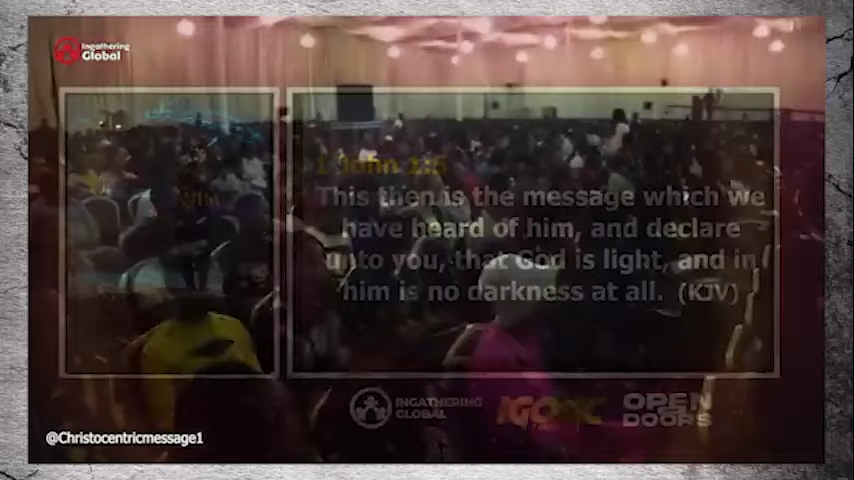 Ingathering
Global
1 John 1:5
This then is the message which we
have heard of him, and declare
unto you, that God is light, and in
him is no darkness at all. (KJV)
INGATHERING
GLOBAL
OPEN
DOORS
@Christocentricmessage1